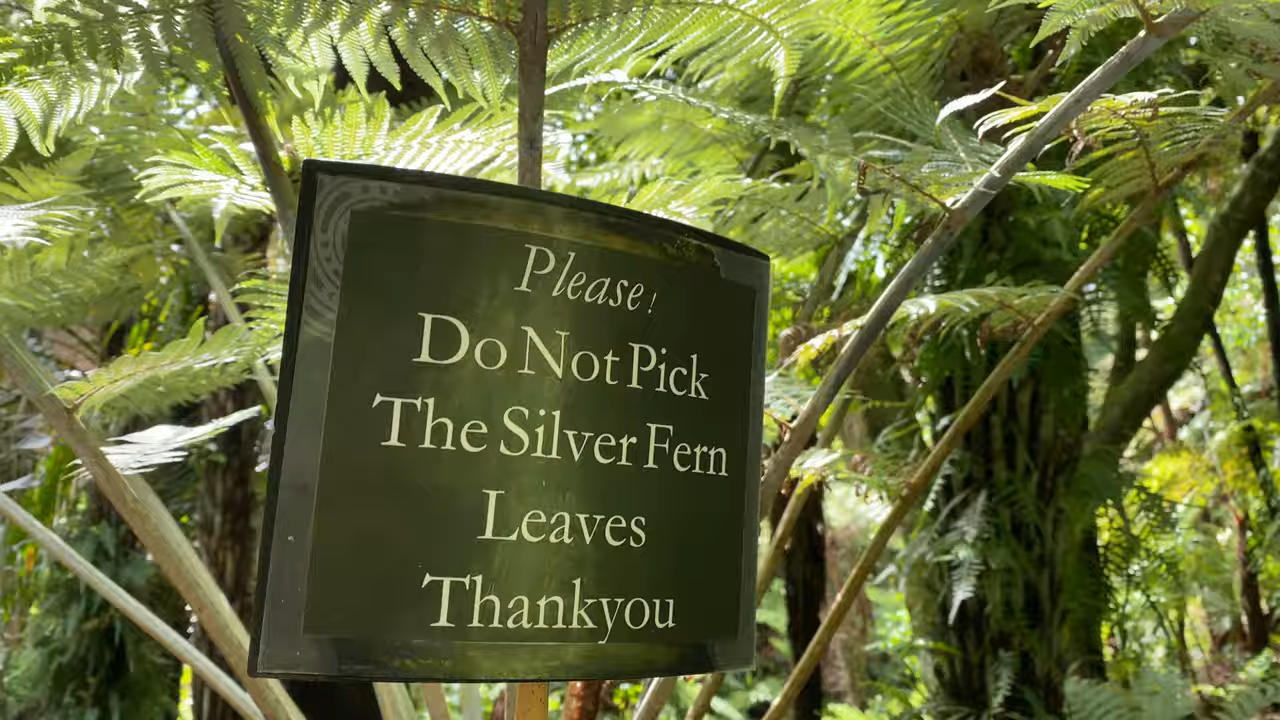 Please!
Do Not Pick
The Silver Fern
Leaves
Thankyou